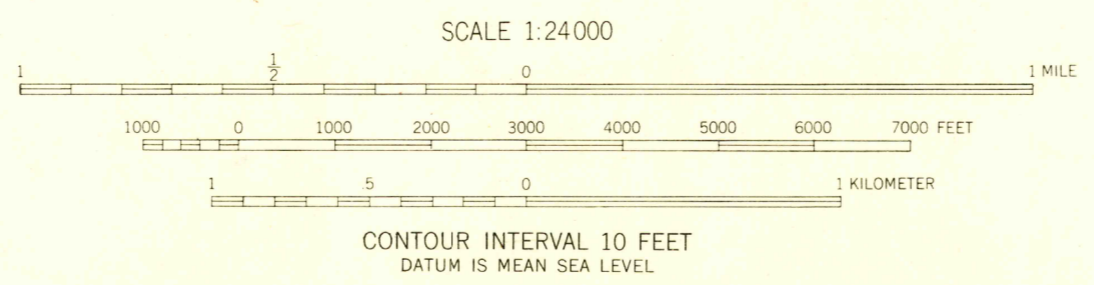 SCALE 1:24000
1 1/2 0 1 MILE
1000 0 1000 2000 3000 4000 5000 6000 7000 FEET
1 .5 0 1 KILOMETER
CONTOUR INTERVAL 10 FEET
DATUM IS MEAN SEA LEVEL